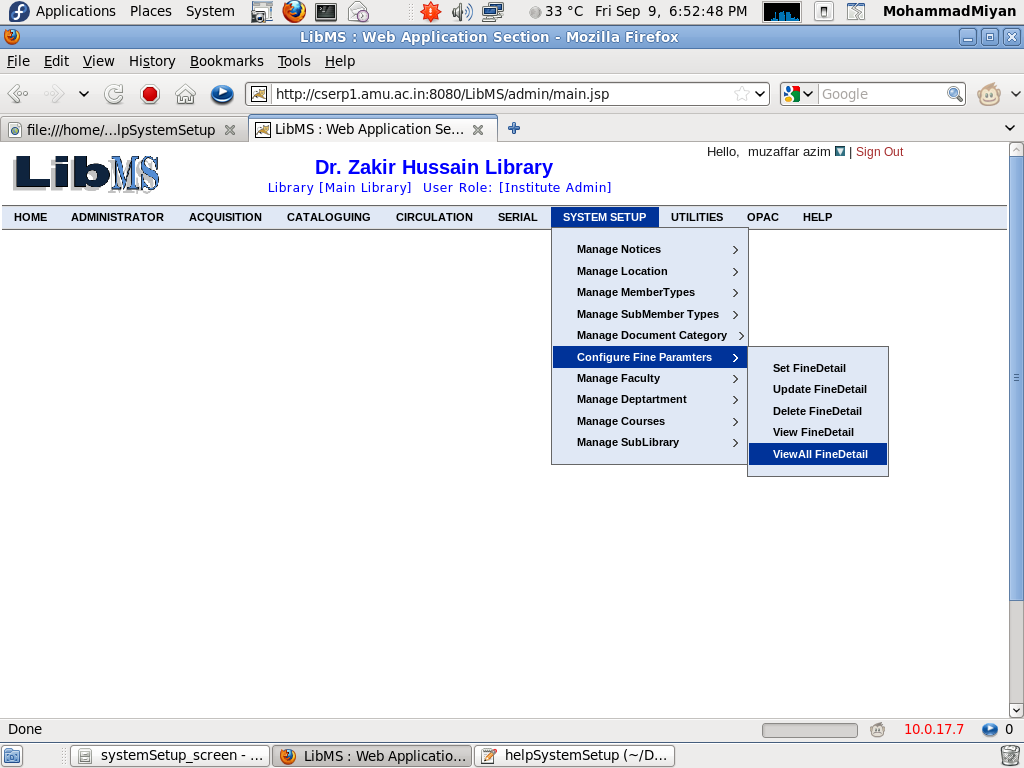 Applications Places System 33 °C Fri Sep 9, 6:52:48 PM MohammadMiyan
LibMS : Web Application Section - Mozilla Firefox
File Edit View History Bookmarks Tools Help
http://cserp1.amu.ac.in:8080/LibMS/admin/main.jsp Google
file:///home/...lpSystemSetup LibMS : Web Application Se...
LibMS
Dr. Zakir Hussain Library
Library [Main Library] User Role: [Institute Admin]
Hello, muzaffar azim | Sign Out
HOME ADMINISTRATOR ACQUISITION CATALOGUING CIRCULATION SERIAL SYSTEM SETUP UTILITIES OPAC HELP
Manage Notices
Manage Location
Manage MemberTypes
Manage SubMember Types
Manage Document Category
Configure Fine Paramters
Manage Faculty
Manage Deptartment
Manage Courses
Manage SubLibrary
Set FineDetail
Update FineDetail
Delete FineDetail
View FineDetail
ViewAll FineDetail
Done 10.0.17.7 0
systemSetup_screen - ... LibMS : Web Applicatio... helpSystemSetup (~/D...